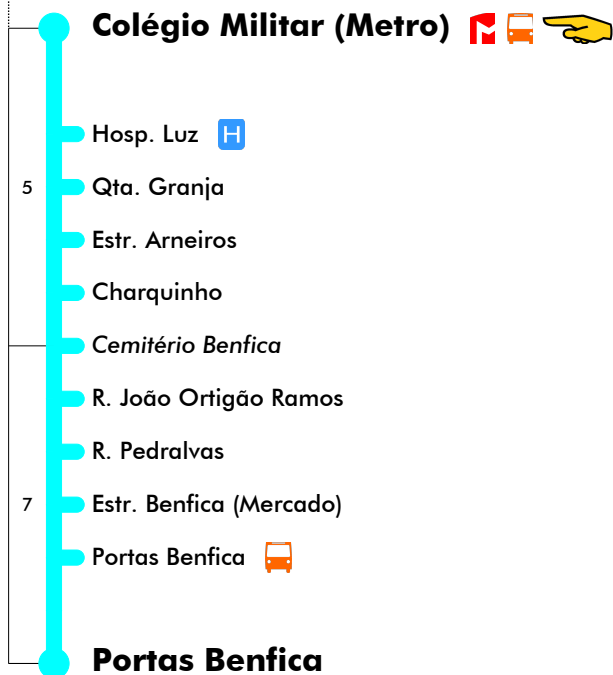 Colégio Militar (Metro)
Hosp. Luz H
5 Qta. Granja
Estr. Arneiros
Charquinho
Cemitério Benfica
R. João Ortigão Ramos
R. Pedralvas
7 Estr. Benfica (Mercado)
Portas Benfica
Portas Benfica